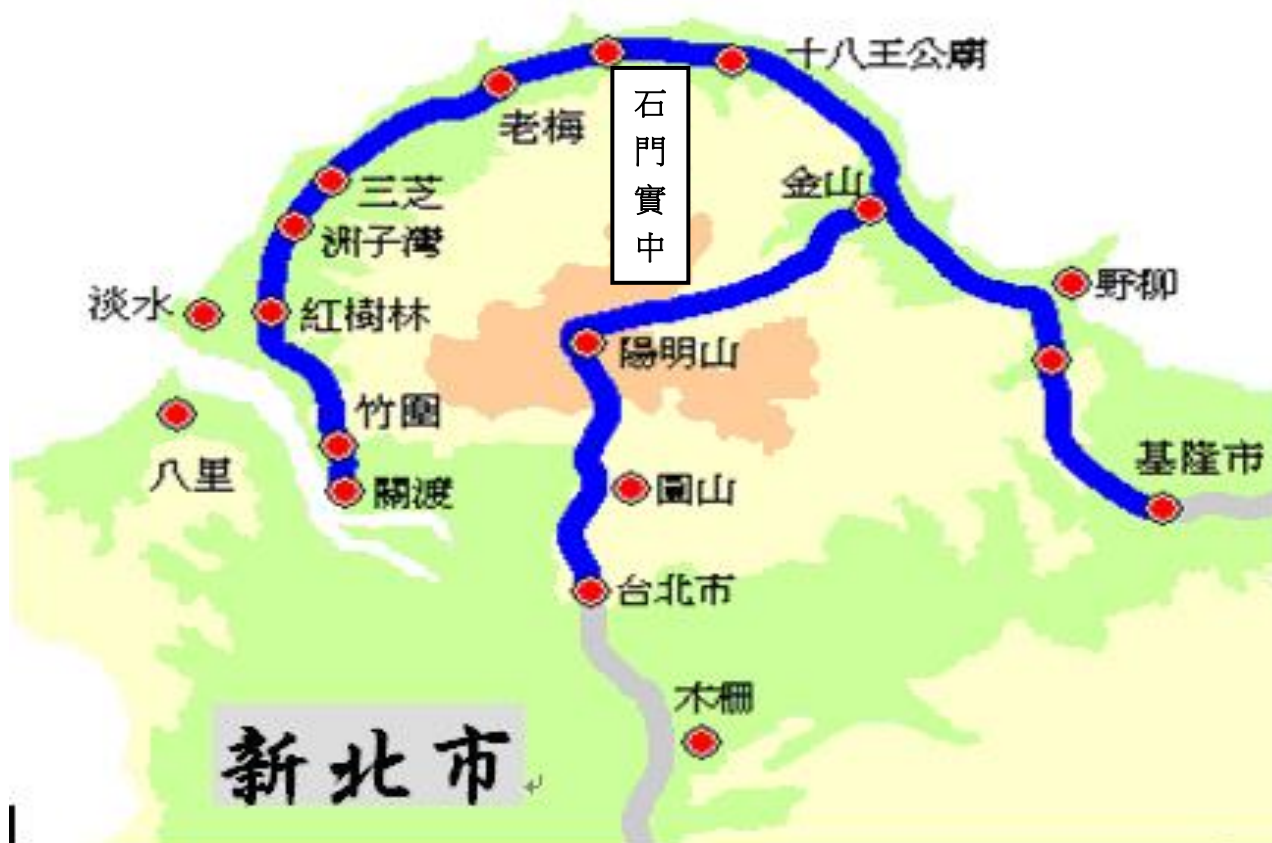 十八王公廟
老梅
石門實中
金山
三芝
洲子灣
淡水
紅樹林
野柳
陽明山
竹圍
八里
關渡
圓山
基隆市
台北市
木柵
新北市